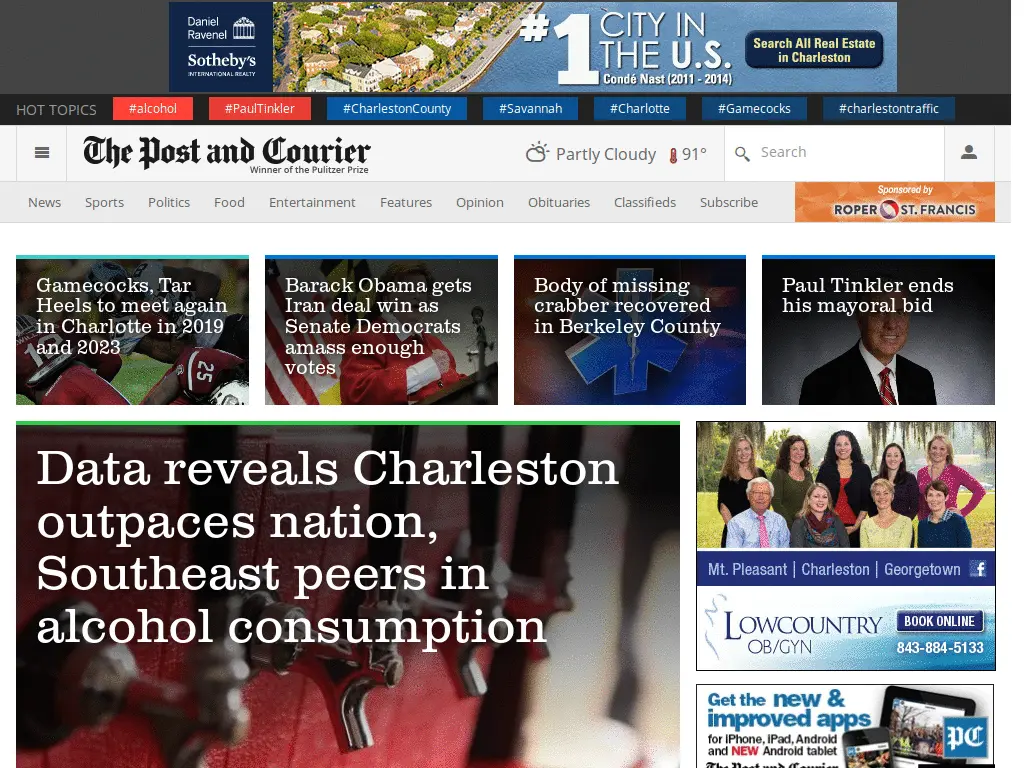 Daniel
Ravenel
Sotheby's
INTERNATIONAL REALTY
#1 CITY IN
THE U.S.
Condé Nast (2011 - 2014)
Search All Real Estate
in Charleston
HOT TOPICS #alcohol #PaulTinkler #CharlestonCounty #Savannah #Charlotte #Gamecocks #charlestontraffic
The Post and Courier
Winner of the Pulitzer Prize
Partly Cloudy 91° Search
News Sports Politics Food Entertainment Features Opinion Obituaries Classifieds Subscribe
Sponsored by
ROPER ST. FRANCIS
Gamecocks, Tar
Heels to meet again
in Charlotte in 2019
and 2023
25
Barack Obama gets
Iran deal win as
Senate Democrats
amass enough
votes
Body of missing
crabber recovered
in Berkeley County
Paul Tinkler ends
his mayoral bid
Data reveals Charleston
outpaces nation,
Southeast peers in
alcohol consumption
Mt. Pleasant | Charleston | Georgetown f
LOWCOUNTRY
OB/GYN
BOOK ONLINE
843-884-5133
Get the new &
improved apps
for iPhone, iPad, Android
and NEW Android tablet
The Post and Courier
PC